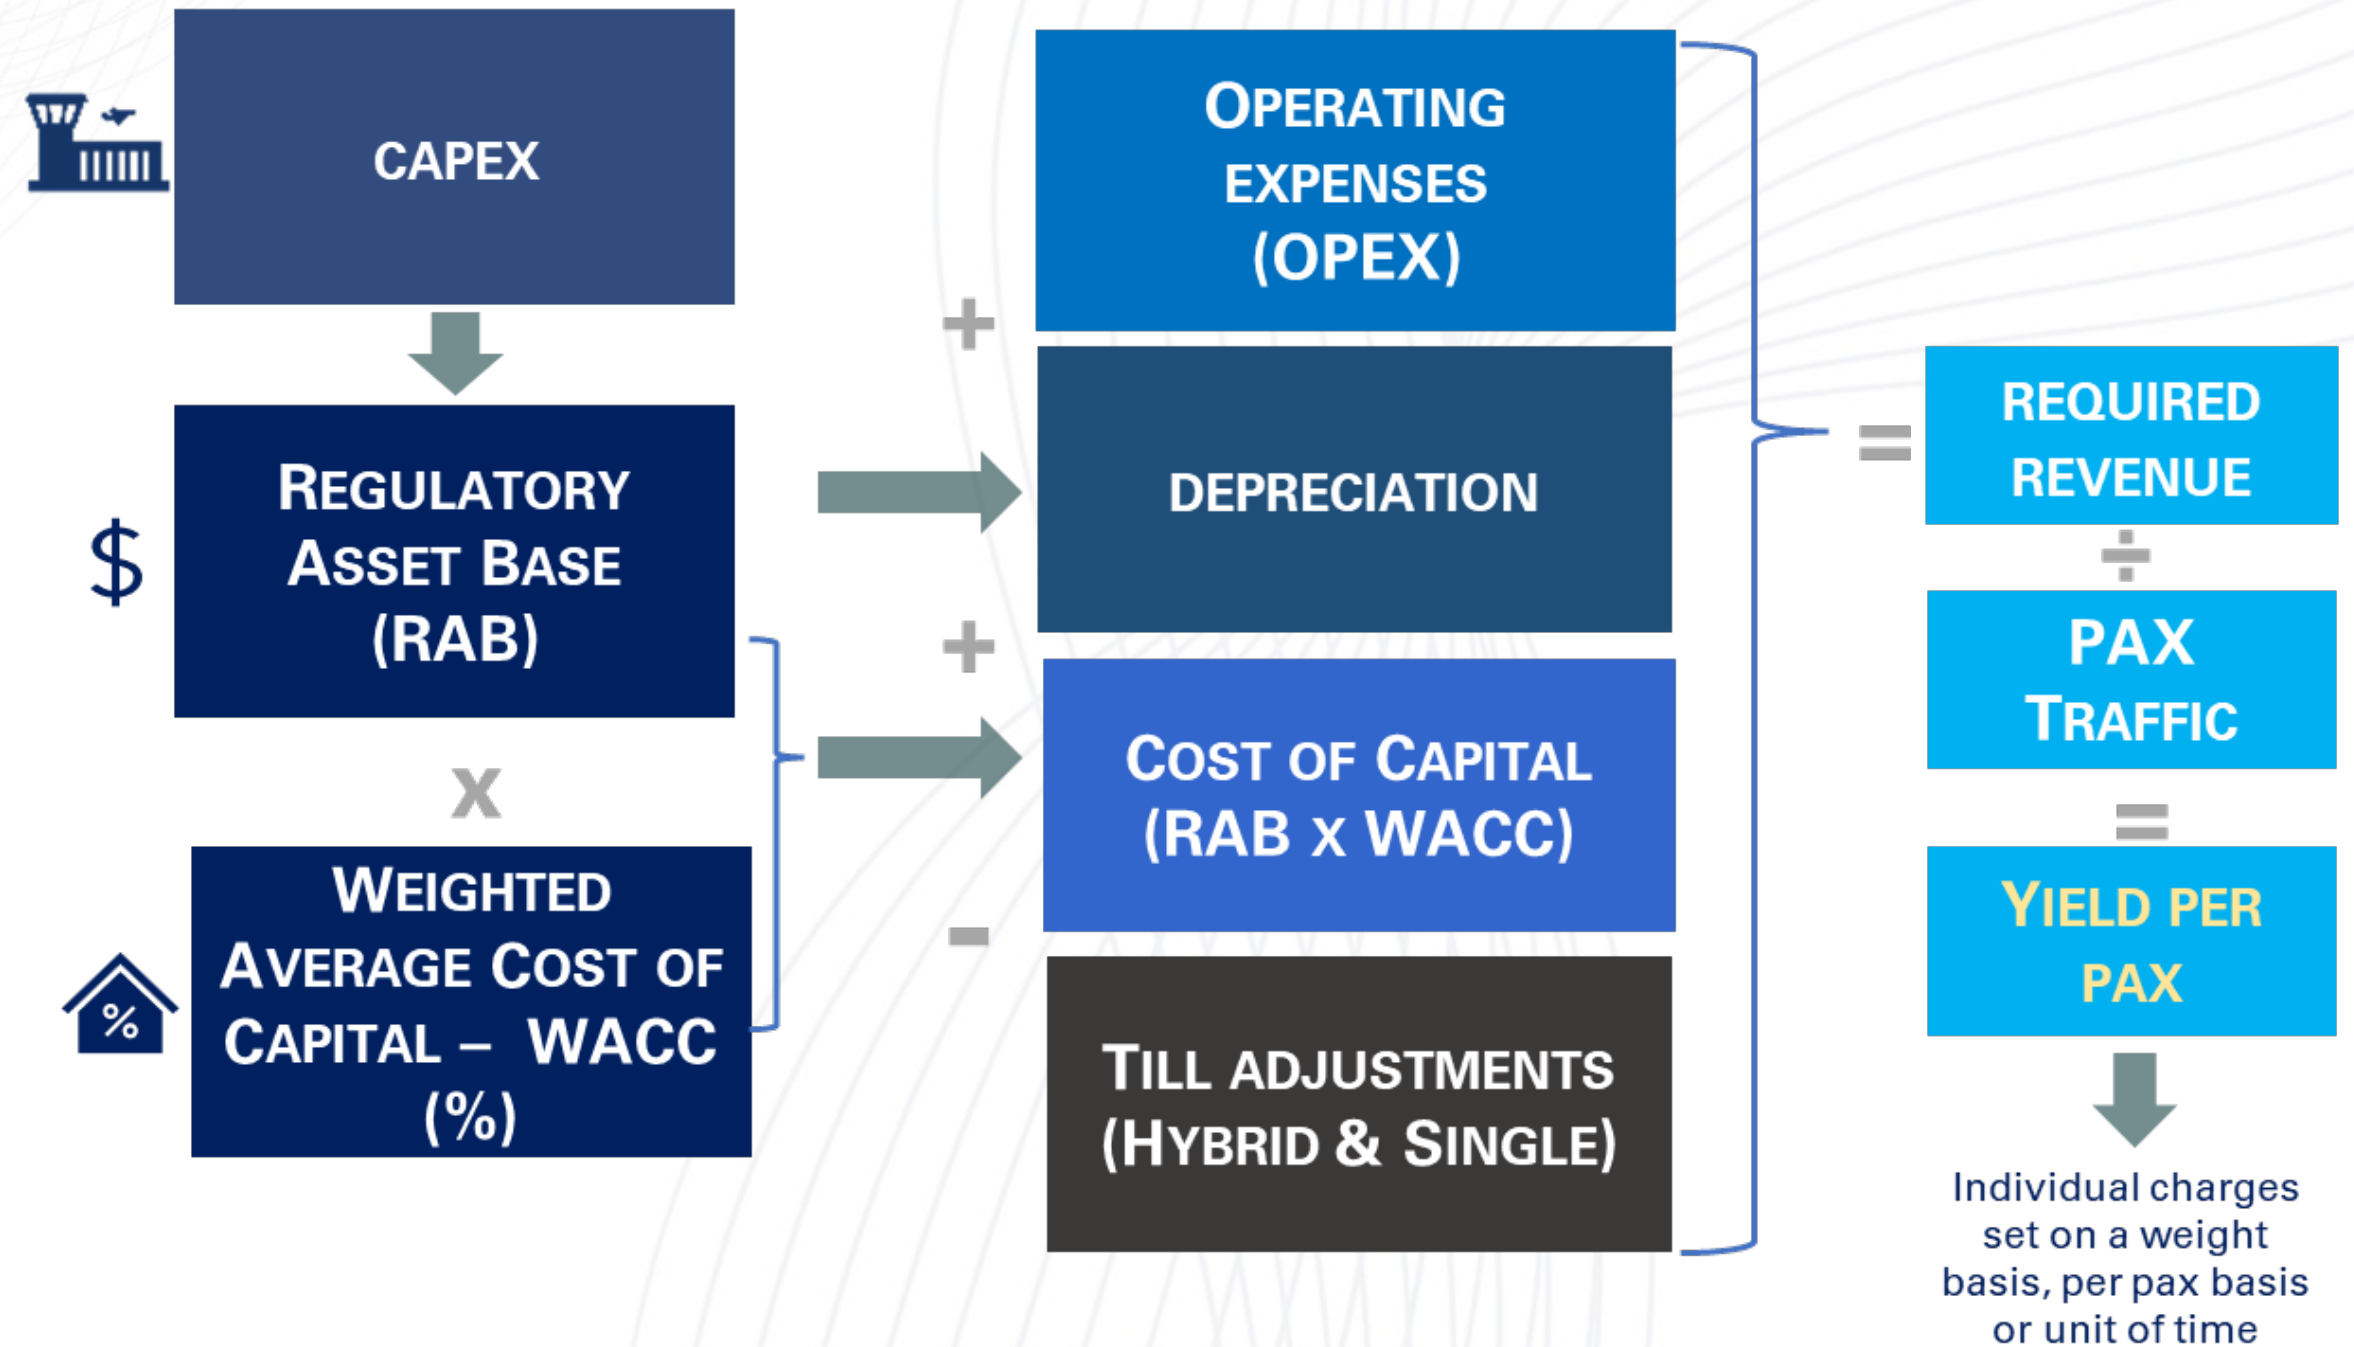 CAPEX
REGULATORY
ASSET BASE
(RAB)
$
x
WEIGHTED
AVERAGE COST OF
CAPITAL – WACC
(%)
%
+
+
-
OPERATING
EXPENSES
(OPEX)
DEPRECIATION
COST OF CAPITAL
(RAB X WACC)
TILL ADJUSTMENTS
(HYBRID & SINGLE)
=
REQUIRED
REVENUE
÷
PAX
TRAFFIC
=
YIELD PER
PAX
Individual charges
set on a weight
basis, per pax basis
or unit of time